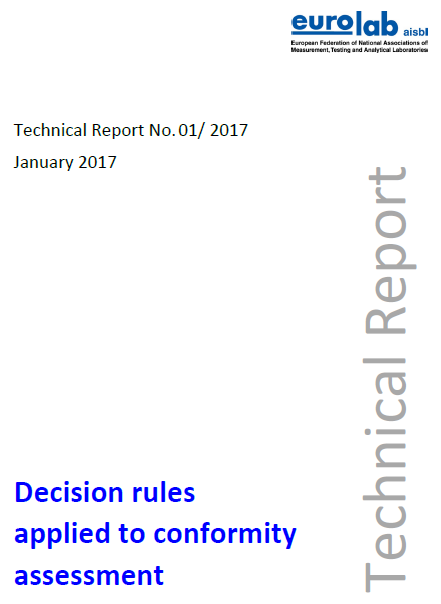 eurolab aisbl
European Federation of National Associations of
Measurement, Testing and Analytical Laboratories
Technical Report No. 01/ 2017
January 2017
Technical Report
Decision rules
applied to conformity
assessment